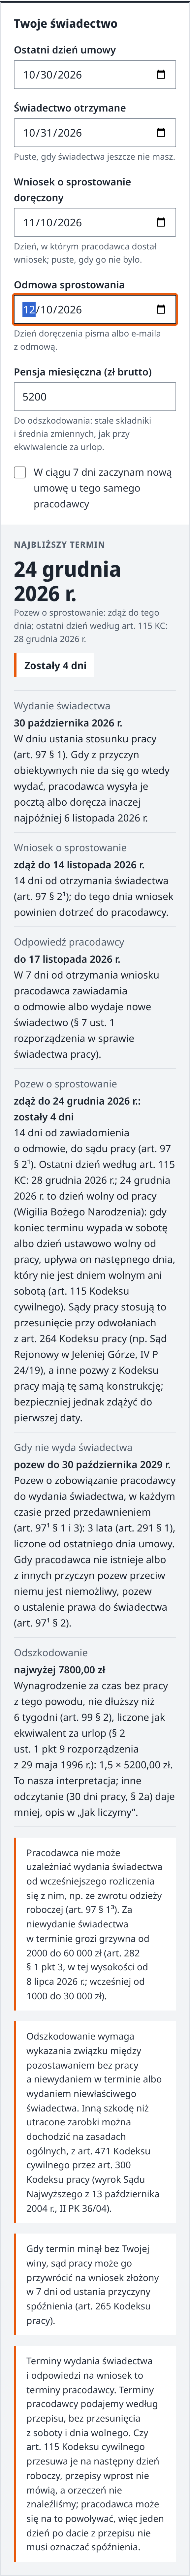 Twoje świadectwo
Ostatni dzień umowy
10/30/2026
Świadectwo otrzymane
10/31/2026
Puste, gdy świadectwa jeszcze nie masz.
Wniosek o sprostowanie
doręczony
11/10/2026
Dzień, w którym pracodawca dostał
wniosek; puste, gdy go nie było.
Odmowa sprostowania
12/10/2026
Dzień doręczenia pisma albo e-maila
z odmową.
Pensja miesięczna (zł brutto)
5200
Do odszkodowania: stałe składniki
i średnia zmiennych, jak przy
ekwiwalencie za urlop.
W ciągu 7 dni zaczynam nową
umowę u tego samego
pracodawcy
NAJBLIŻSZY TERMIN
24 grudnia
2026 r.
Pozew o sprostowanie: zdąż do tego
dnia; ostatni dzień według art. 115 KC:
28 grudnia 2026 r.
Zostały 4 dni
Wydanie świadectwa
30 października 2026 r.
W dniu ustania stosunku pracy
(art. 97 § 1). Gdy z przyczyn
obiektywnych nie da się go wtedy
wydać, pracodawca wysyła je
pocztą albo doręcza inaczej
najpóźniej 6 listopada 2026 r.
Wniosek o sprostowanie
zdąż do 14 listopada 2026 r.
14 dni od otrzymania świadectwa
(art. 97 § 2¹); do tego dnia wniosek
powinien dotrzeć do pracodawcy.
Odpowiedź pracodawcy
do 17 listopada 2026 r.
W 7 dni od otrzymania wniosku
pracodawca zawiadamia
o odmowie albo wydaje nowe
świadectwo (§ 7 ust. 1
rozporządzenia w sprawie
świadectwa pracy).
Pozew o sprostowanie
zdąż do 24 grudnia 2026 r.:
zostały 4 dni
14 dni od zawiadomienia
o odmowie, do sądu pracy (art. 97
§ 2¹). Ostatni dzień według art. 115
KC: 28 grudnia 2026 r.; 24 grudnia
2026 r. to dzień wolny od pracy
(Wigilia Bożego Narodzenia): gdy
koniec terminu wypada w sobotę
albo dzień ustawowo wolny od
pracy, upływa on następnego dnia,
który nie jest dniem wolnym ani
sobotą (art. 115 Kodeksu
cywilnego). Sądy pracy stosują to
przesunięcie przy odwołaniach
z art. 264 Kodeksu pracy (np. Sąd
Rejonowy w Jeleniej Górze, IV P
24/19), a inne pozwy z Kodeksu
pracy mają tę samą konstrukcję;
bezpieczniej jednak zdążyć do
pierwszej daty.
Gdy nie wyda świadectwa
pozew do 30 października 2029 r.
Pozew o zobowiązanie pracodawcy
do wydania świadectwa, w każdym
czasie przed przedawnieniem
(art. 97¹ § 1 i 3): 3 lata (art. 291 § 1),
liczone od ostatniego dnia umowy.
Gdy pracodawca nie istnieje albo
z innych przyczyn pozew przeciw
niemu jest niemożliwy, pozew
o ustalenie prawa do świadectwa
(art. 97¹ § 2).
Odszkodowanie
najwyżej 7800,00 zł
Wynagrodzenie za czas bez pracy
z tego powodu, nie dłuższy niż
6 tygodni (art. 99 § 2), liczone jak
ekwiwalent za urlop (§ 2
ust. 1 pkt 9 rozporządzenia
z 29 maja 1996 r.): 1,5 × 5200,00 zł.
To nasza interpretacja; inne
odczytanie (30 dni pracy, § 2a) daje
mniej, opis w „Jak liczymy”.
Pracodawca nie może
uzależniać wydania świadectwa
od wcześniejszego rozliczenia
się z nim, np. ze zwrotu odzieży
roboczej (art. 97 § 1³). Za
niewydanie świadectwa
w terminie grozi grzywna od
2000 do 60 000 zł (art. 282
§ 1 pkt 3, w tej wysokości od
8 lipca 2026 r.; wcześniej od
1000 do 30 000 zł).
Odszkodowanie wymaga
wykazania związku między
pozostawaniem bez pracy
a niewydaniem w terminie albo
wydaniem niewłaściwego
świadectwa. Inną szkodę niż
utracone zarobki można
dochodzić na zasadach
ogólnych, z art. 471 Kodeksu
cywilnego przez art. 300
Kodeksu pracy (wyrok Sądu
Najwyższego z 13 października
2004 r., II PK 36/04).
Gdy termin minął bez Twojej
winy, sąd pracy może go
przywrócić na wniosek złożony
w 7 dni od ustania przyczyny
spóźnienia (art. 265 Kodeksu
pracy).
Terminy wydania świadectwa
i odpowiedzi na wniosek to
terminy pracodawcy. Terminy
pracodawcy podajemy według
przepisu, bez przesunięcia
z soboty i dnia wolnego. Czy
art. 115 Kodeksu cywilnego
przesuwa je na następny dzień
roboczy, przepisy wprost nie
mówią, a orzeczeń nie
znaleźliśmy; pracodawca może
się na to powoływać, więc jeden
dzień po dacie z przepisu nie
musi oznaczać spóźnienia.